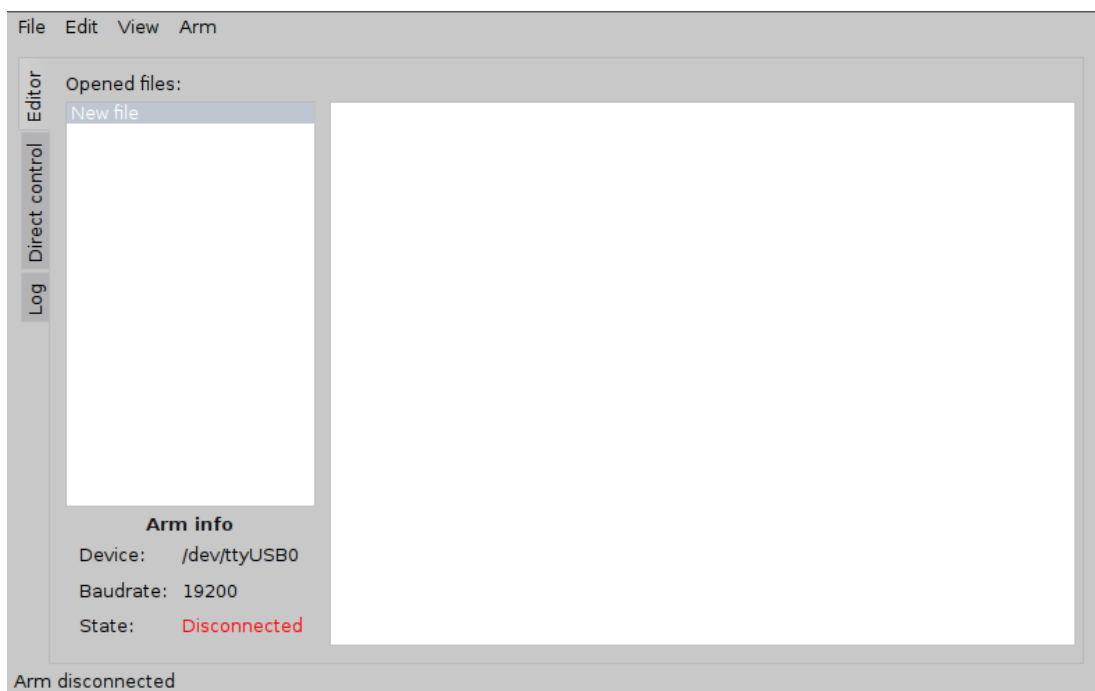 File Edit View Arm
Editor
Direct control
Log
Opened files:
New file
Arm info
Device: /dev/ttyUSB0
Baudrate: 19200
State: Disconnected
Arm disconnected